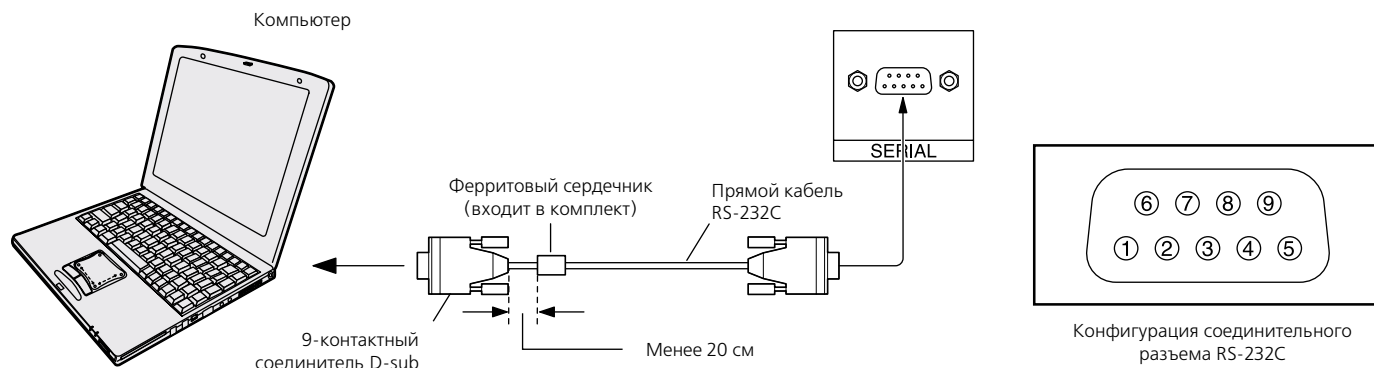 Компьютер
SERIAL
Ферритовый сердечник
(входит в комплект)
Прямой кабель
RS-232C
⑥ ⑦ ⑧ ⑨
① ② ③ ④ ⑤
9-контактный
соединитель D-sub
Менее 20 см
Конфигурация соединительного
разъема RS-232C